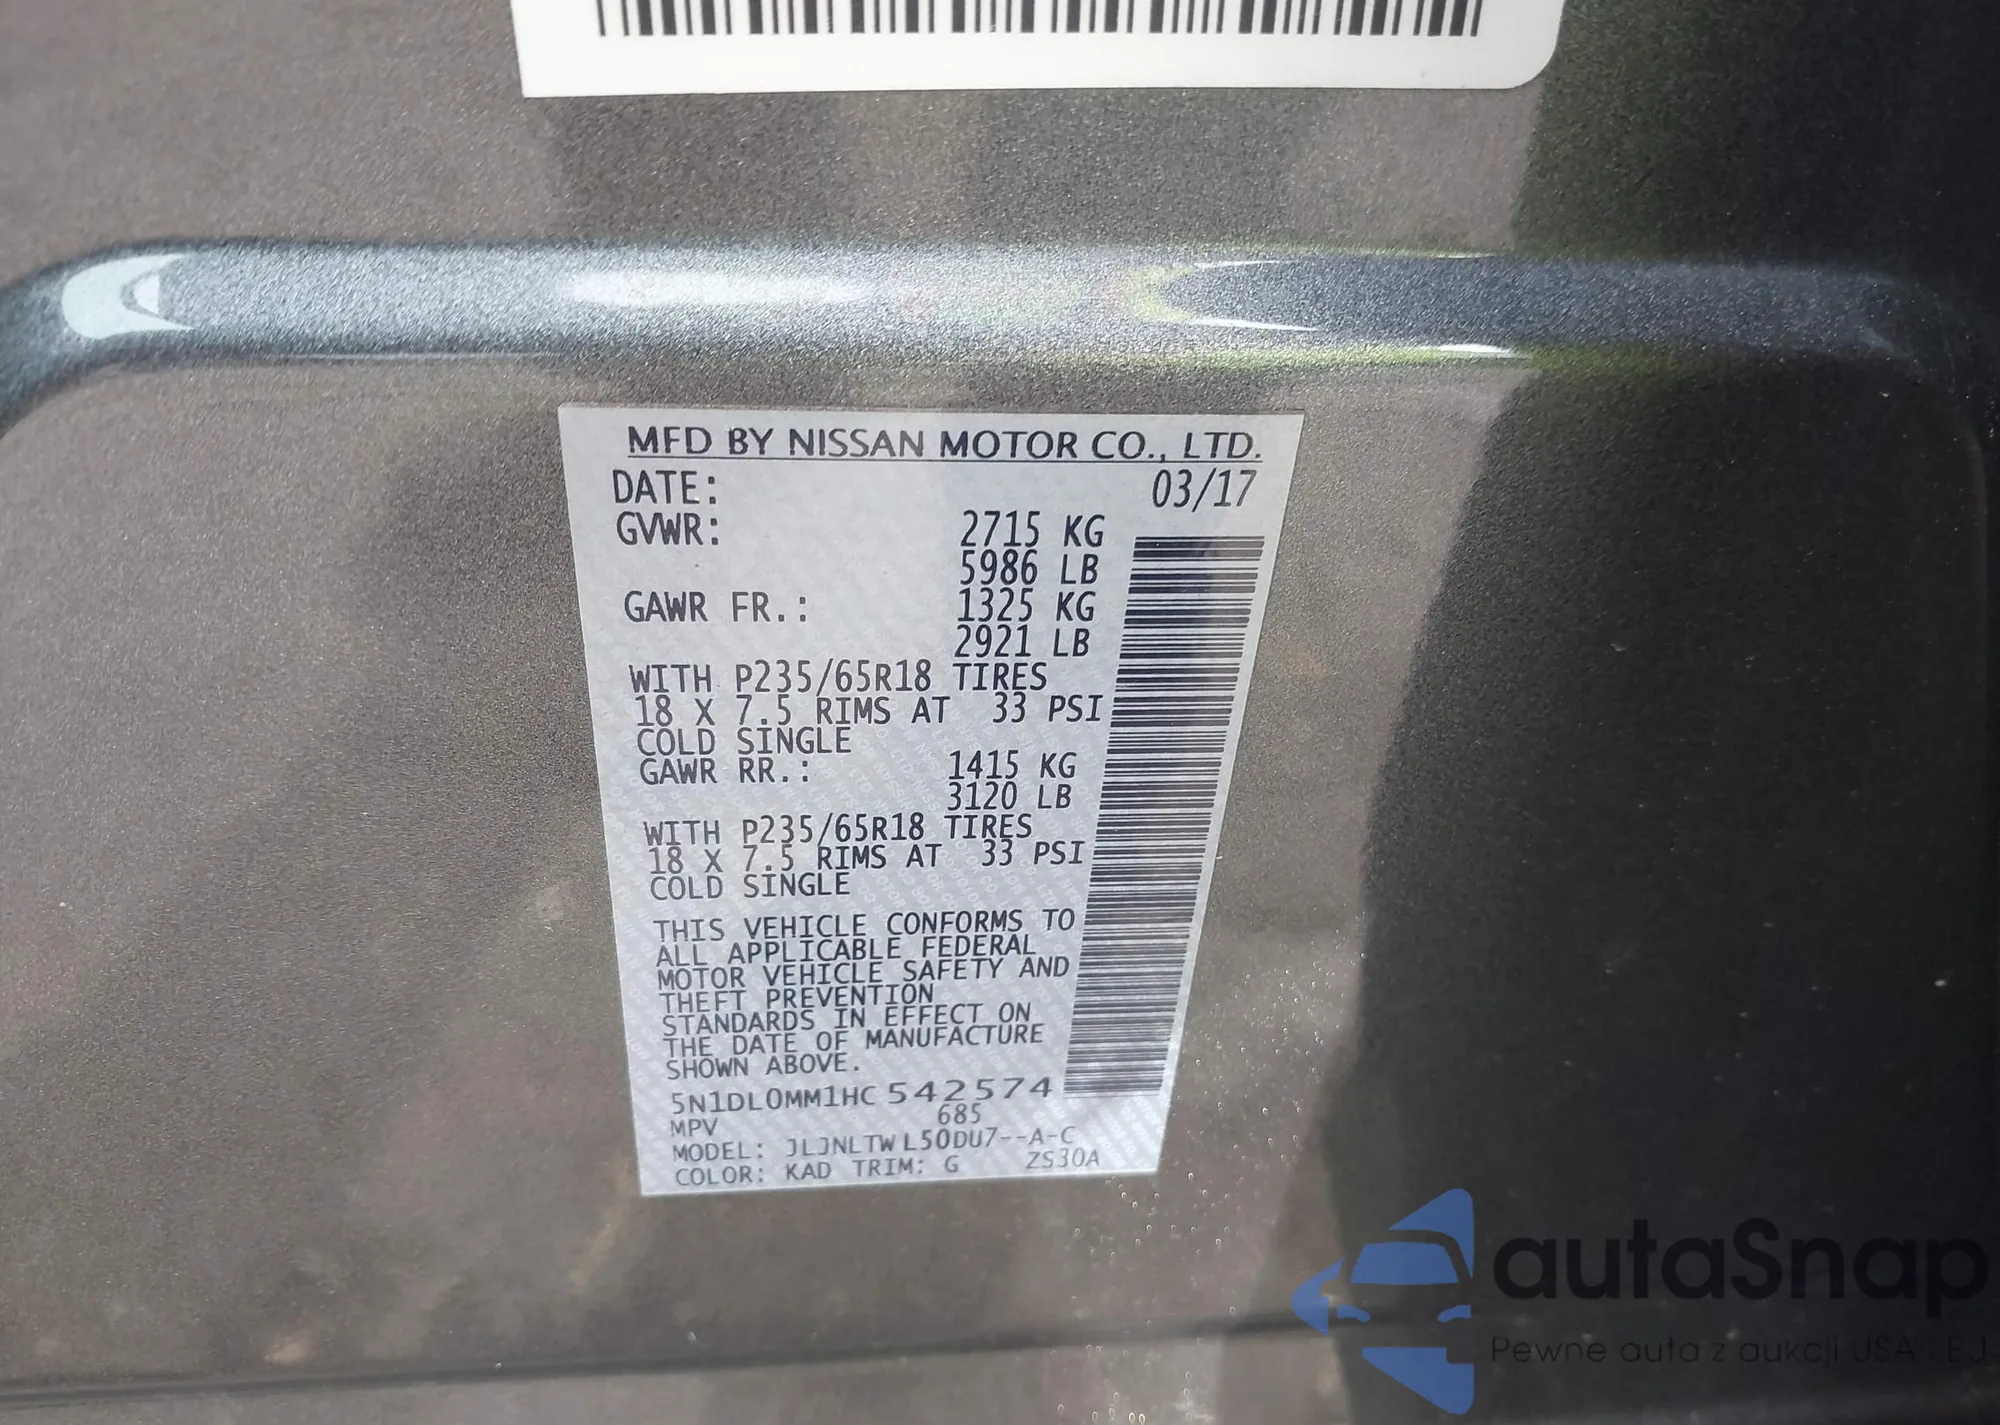 MFD BY NISSAN MOTOR CO., LTD.
DATE: 03/17
GVWR: 2715 KG
5986 LB
GAWR FR.: 1325 KG
2921 LB
WITH P235/65R18 TIRES
18 X 7.5 RIMS AT 33 PSI
COLD SINGLE
GAWR RR.: 1415 KG
3120 LB
WITH P235/65R18 TIRES
18 X 7.5 RIMS AT 33 PSI
COLD SINGLE
THIS VEHICLE CONFORMS TO
ALL APPLICABLE FEDERAL
MOTOR VEHICLE SAFETY AND
THEFT PREVENTION
STANDARDS IN EFFECT ON
THE DATE OF MANUFACTURE
SHOWN ABOVE.
5N1DL0MM1HC542574
MPV 685
MODEL: JLJNLTWL50DU7--A-C
COLOR: KAD TRIM: G ZS30A
autaSnap
Pewne auta z aukcji USA EJ